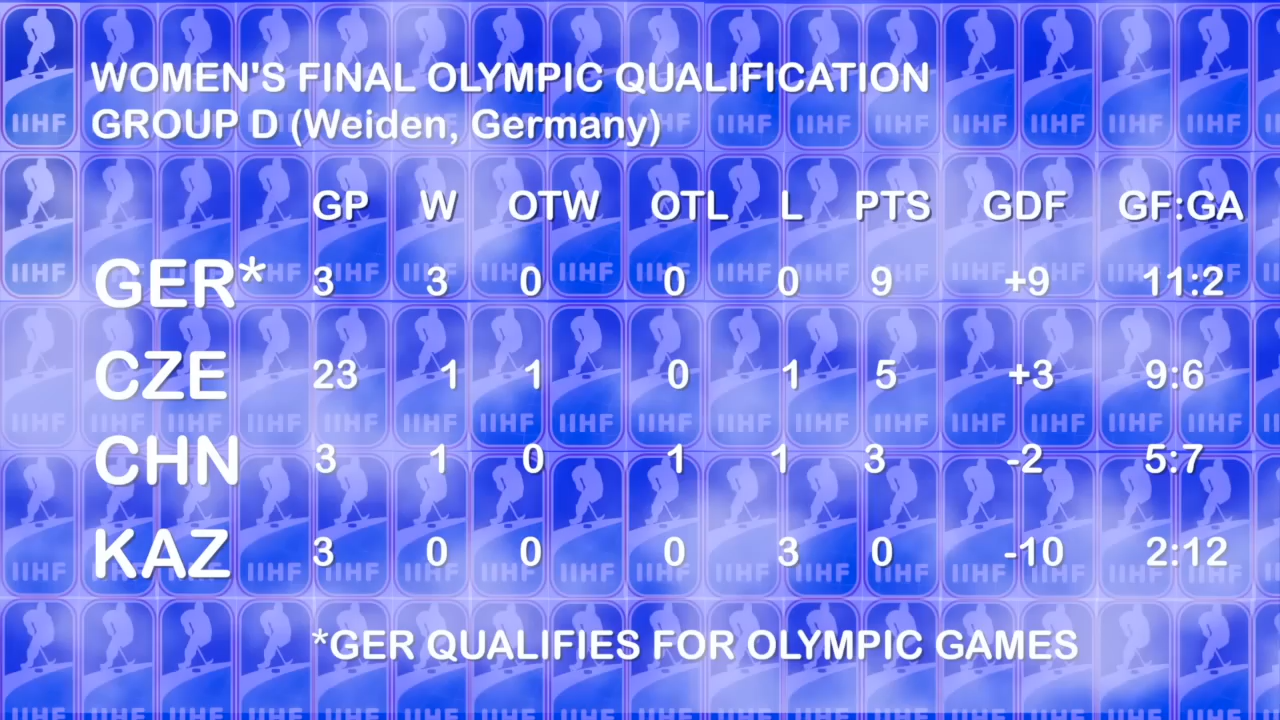 WOMEN'S FINAL OLYMPIC QUALIFICATION
GROUP D (Weiden, Germany)
GP W OTW OTL L PTS GDF GF:GA
GER* 3 3 0 0 0 9 +9 11:2
CZE 23 1 1 0 1 5 +3 9:6
CHN 3 1 0 1 1 3 -2 5:7
KAZ 3 0 0 0 3 0 -10 2:12
*GER QUALIFIES FOR OLYMPIC GAMES
IIHF